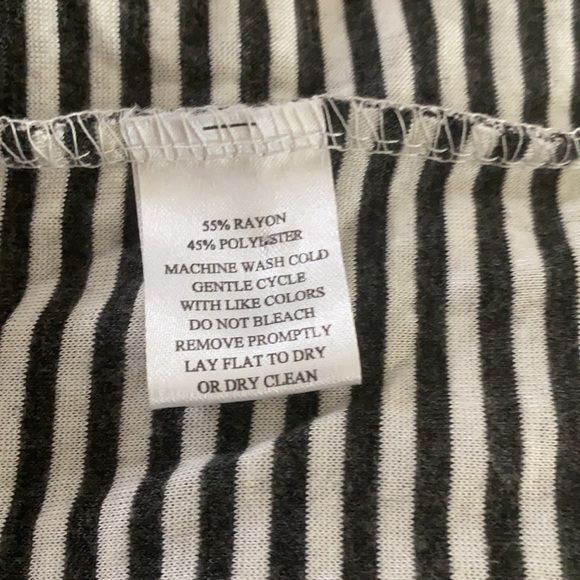 55% RAYON
45% POLYESTER
MACHINE WASH COLD
GENTLE CYCLE
WITH LIKE COLORS
DO NOT BLEACH
REMOVE PROMPTLY
LAY FLAT TO DRY
OR DRY CLEAN